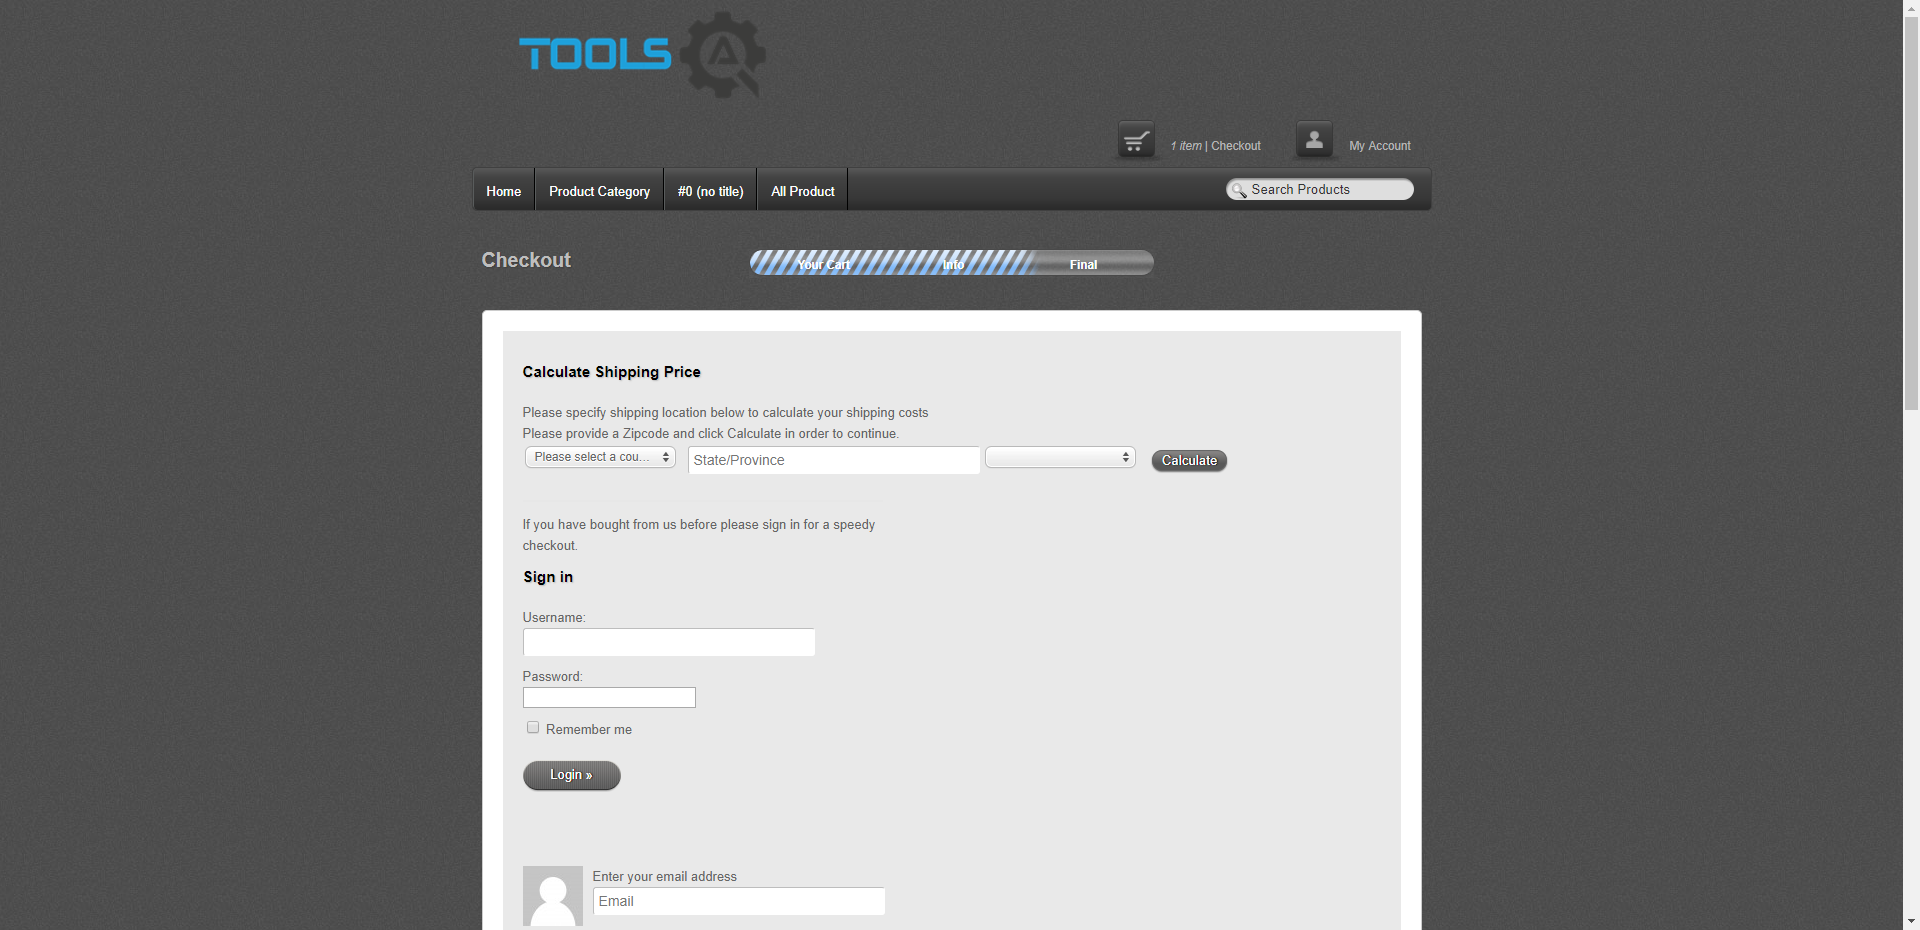 TOOLS QA
1 item | Checkout
My Account
Home
Product Category
#0 (no title)
All Product
Search Products
Checkout
Your Cart
Info
Final
Calculate Shipping Price
Please specify shipping location below to calculate your shipping costs
Please provide a Zipcode and click Calculate in order to continue.
Please select a cou...
State/Province
Calculate
If you have bought from us before please sign in for a speedy
checkout.
Sign in
Username:
Password:
Remember me
Login »
Enter your email address
Email